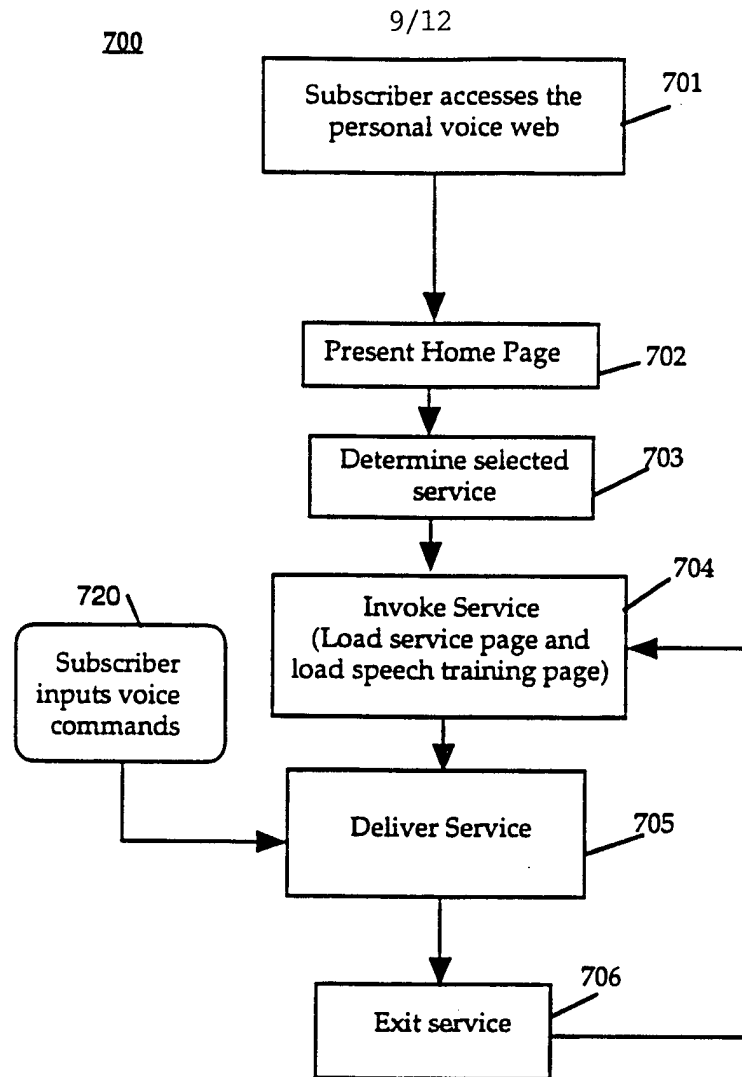 9/12
700
Subscriber accesses the
personal voice web
701
Present Home Page
702
Determine selected
service
703
Invoke Service
(Load service page and
load speech training page)
704
720
Subscriber
inputs voice
commands
Deliver Service
705
Exit service
706